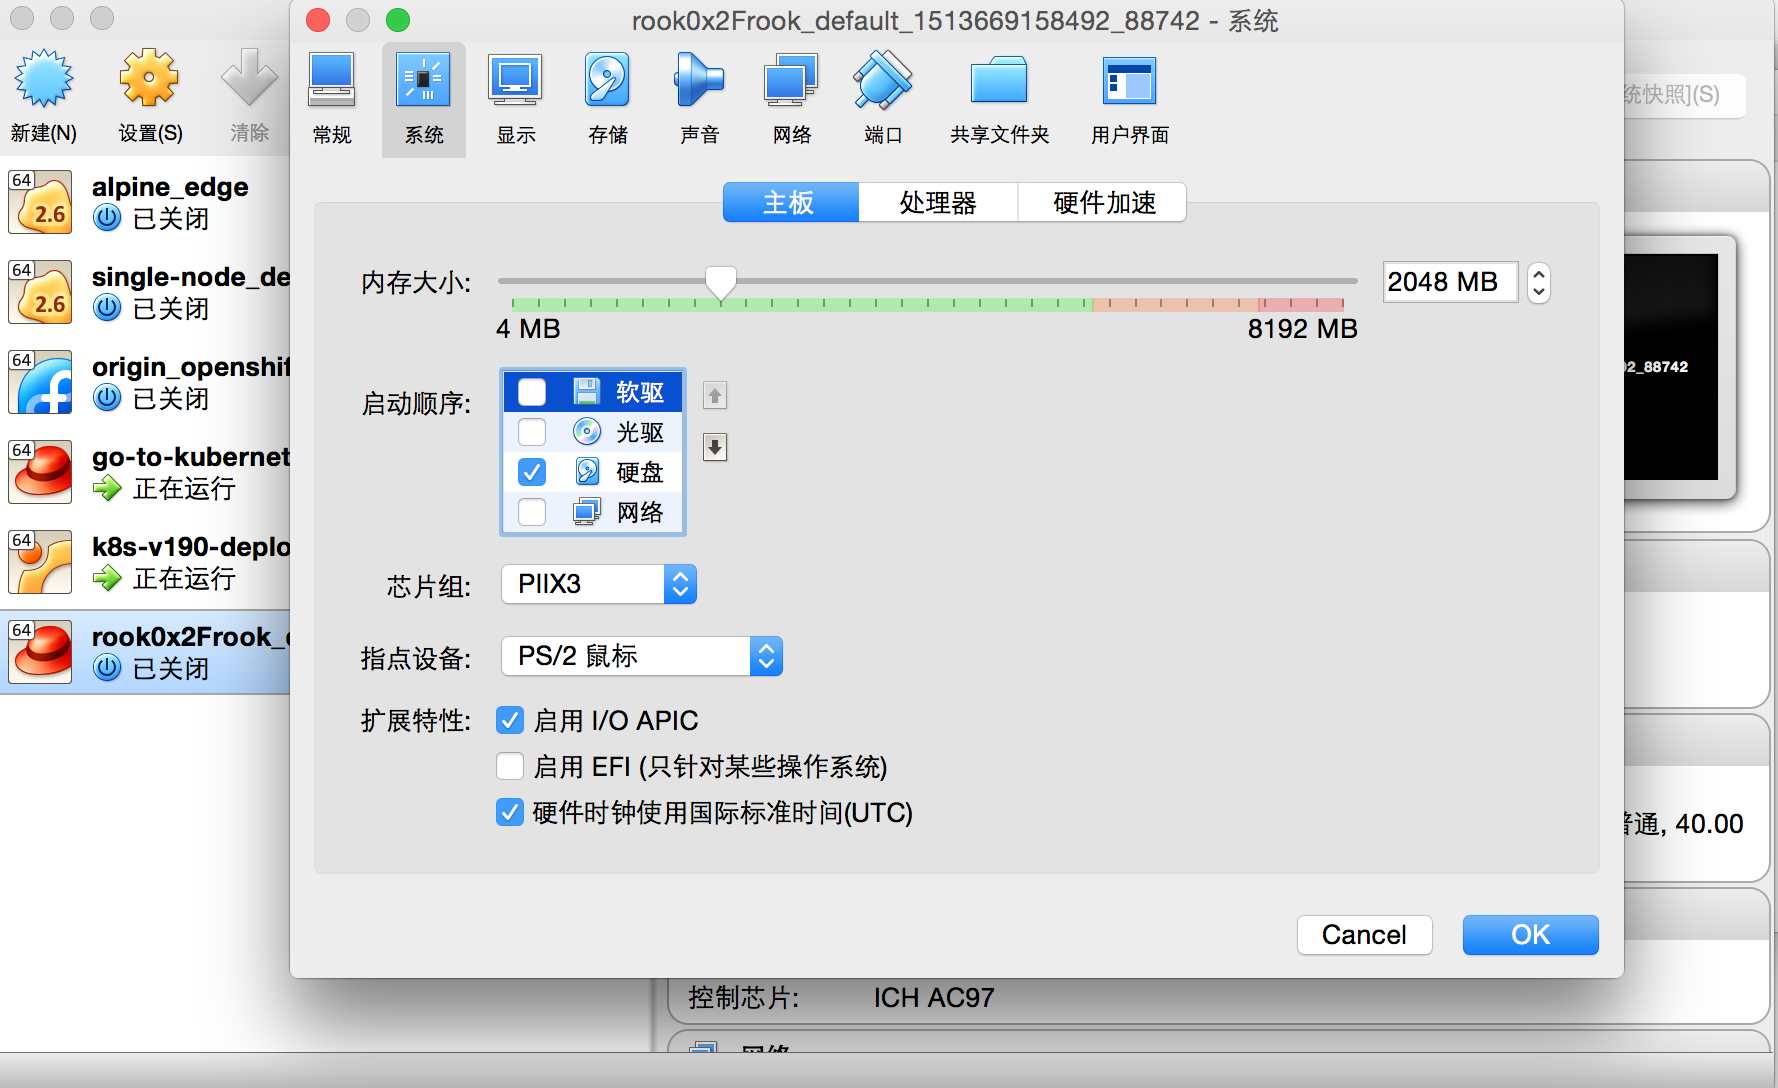 rook0x2Frook_default_1513669158492_88742 - 系统
新建(N)
设置(S)
清除
常规
系统
显示
存储
声音
网络
端口
共享文件夹
用户界面
统快照](S)
64
2.6
alpine_edge
已关闭
64
2.6
single-node_de
已关闭
64
origin_openshif
已关闭
64
go-to-kubernet
正在运行
64
k8s-v190-deplo
正在运行
64
rook0x2Frook_d
已关闭
主板
处理器
硬件加速
内存大小:
2048 MB
4 MB
8192 MB
启动顺序:
软驱
光驱
硬盘
网络
芯片组:
PIIX3
指点设备:
PS/2 鼠标
扩展特性:
启用 I/O APIC
启用 EFI (只针对某些操作系统)
硬件时钟使用国际标准时间(UTC)
Cancel
OK
92_88742
普通, 40.00
控制芯片:
ICH AC97
网络